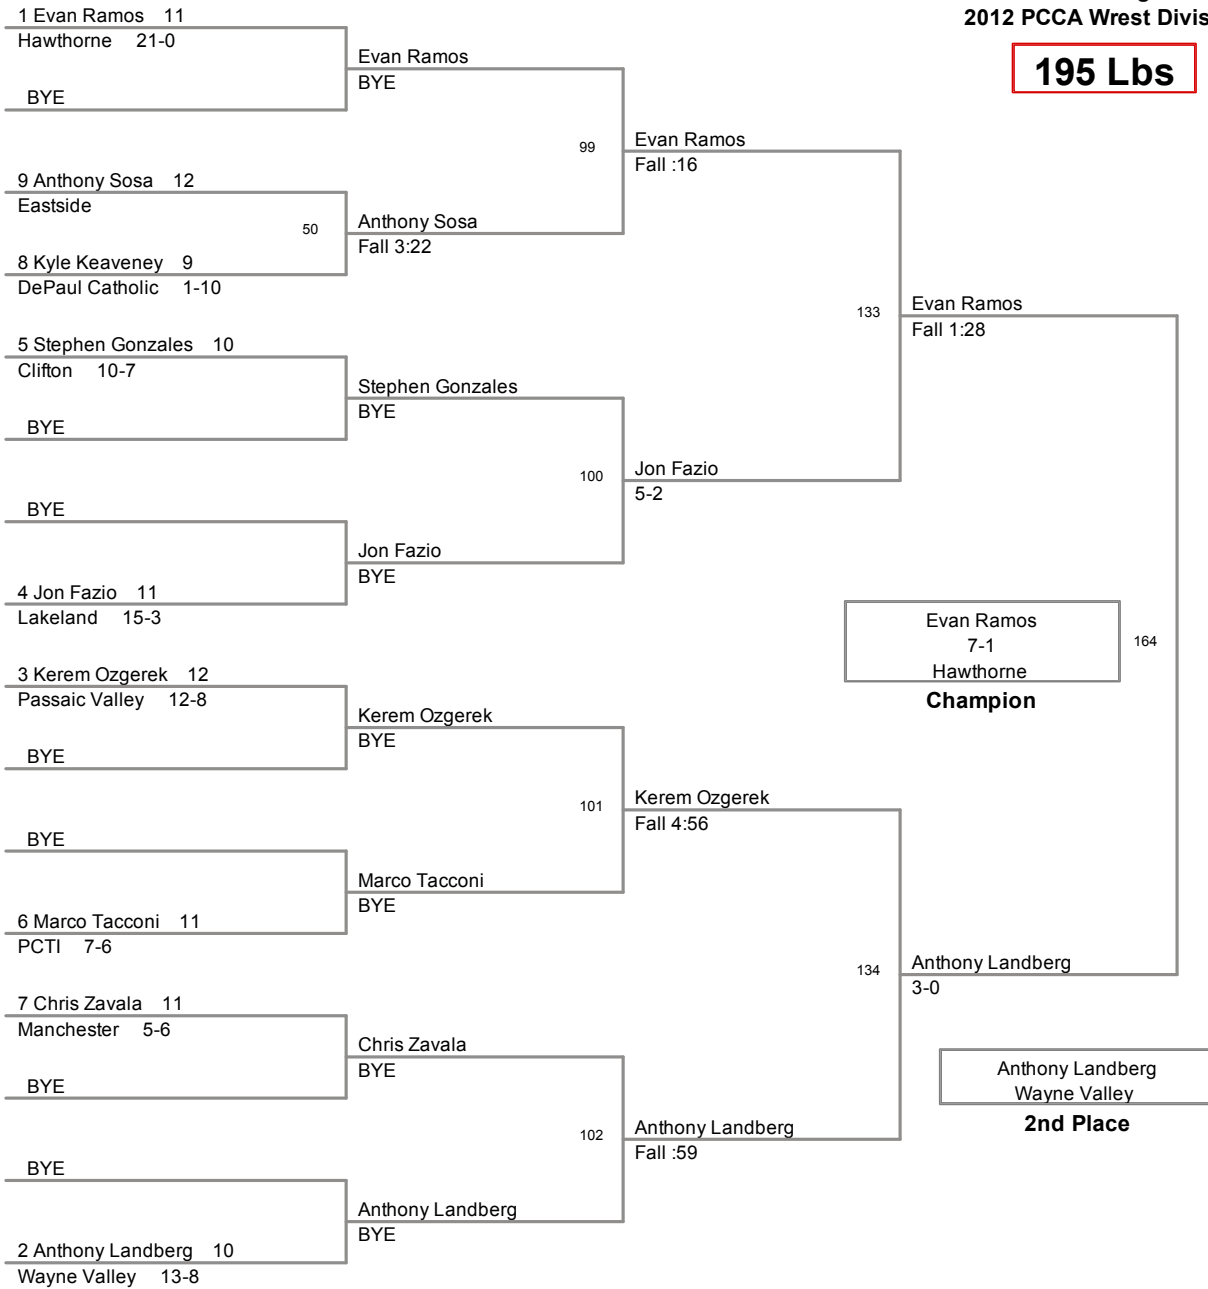 2012 PCCA Wrest Divis
195 Lbs
1 Evan Ramos 11
Hawthorne 21-0
BYE
9 Anthony Sosa 12
Eastside
50
8 Kyle Keaveney 9
DePaul Catholic 1-10
5 Stephen Gonzales 10
Clifton 10-7
BYE
BYE
4 Jon Fazio 11
Lakeland 15-3
3 Kerem Ozgerek 12
Passaic Valley 12-8
BYE
BYE
6 Marco Tacconi 11
PCTI 7-6
7 Chris Zavala 11
Manchester 5-6
BYE
BYE
2 Anthony Landberg 10
Wayne Valley 13-8
Evan Ramos
BYE
99
Anthony Sosa
Fall 3:22
Stephen Gonzales
BYE
100
Jon Fazio
BYE
Kerem Ozgerek
BYE
101
Marco Tacconi
BYE
Chris Zavala
BYE
102
Anthony Landberg
BYE
Evan Ramos
Fall :16
133
Jon Fazio
5-2
Kerem Ozgerek
Fall 4:56
134
Anthony Landberg
Fall :59
Evan Ramos
Fall 1:28
164
Anthony Landberg
3-0
Evan Ramos
7-1
Hawthorne
Champion
Anthony Landberg
Wayne Valley
2nd Place